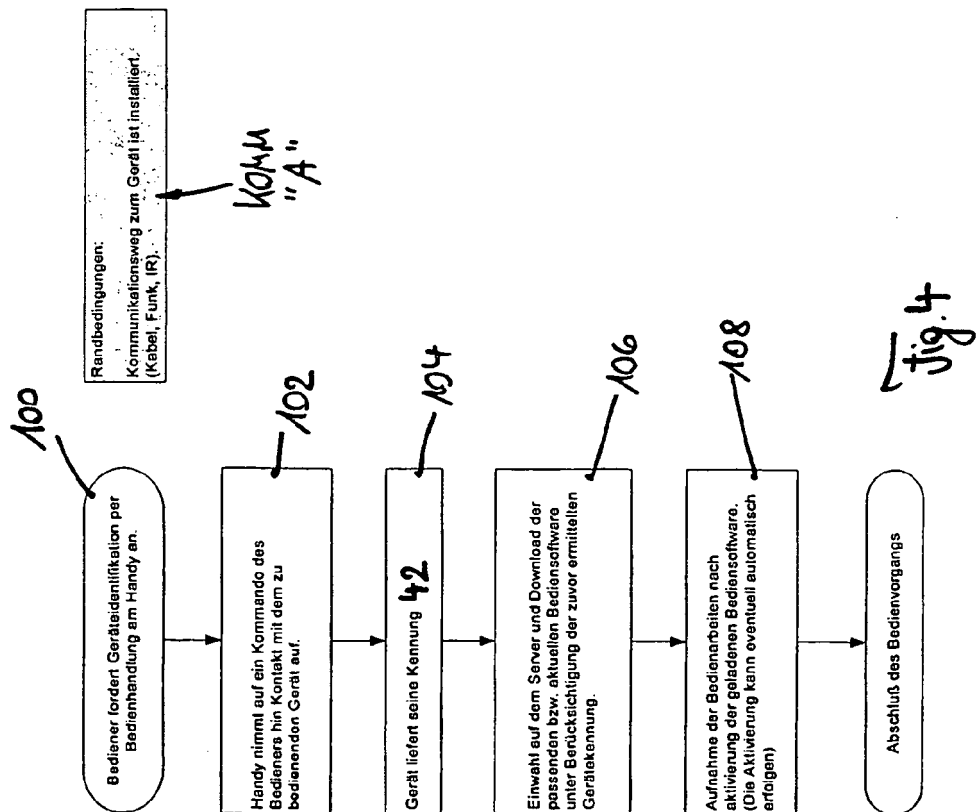 100
Bediener fordert Geräteidentifikation per
Bedienhandlung am Handy an.
Randbedingungen:
Kommunikationsweg zum Gerät ist installiert.
(Kabel, Funk, IR).
KOMM
"A"
102
Handy nimmt auf ein Kommando des
Bedieners hin Kontakt mit dem zu
bedienenden Gerät auf.
104
Gerät liefert seine Kennung 42
106
Einwahl auf dem Server und Download der
passenden bzw. aktuellen Bediensoftware
unter Berücksichtigung der zuvor ermittelten
Gerätekennung.
108
Aufnahme der Bedienarbeiten nach
aktivierung der geladenen Bediensoftware.
(Die Aktivierung kann eventuell automatisch
erfolgen)
Abschluß des Bedienvorgangs
Fig. 4